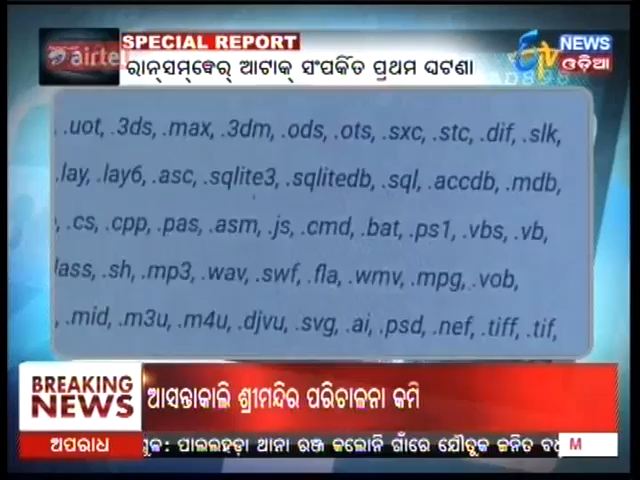 SPECIAL REPORT
airtel
ରାନ୍‌ସମ୍‌ୱେର୍ ଆଟାକ୍ ସଂପର୍କିତ ପ୍ରଥମ ଘଟଣା
etv NEWS
ଓଡ଼ିଆ
, .uot, .3ds, .max, .3dm, .ods, .ots, .sxc, .stc, .dif, .slk,
.lay, .lay6, .asc, .sqlite3, .sqlitedb, .sql, .accdb, .mdb,
, .cs, .cpp, .pas, .asm, .js, .cmd, .bat, .ps1, .vbs, .vb,
lass, .sh, .mp3, .wav, .swf, .fla, .wmv, .mpg, .vob,
, .mid, .m3u, .m4u, .djvu, .svg, .ai, .psd, .nef, .tiff, .tif,
BREAKING NEWS
ଆସନ୍ତାକାଲି ଶ୍ରୀମନ୍ଦିର ପରିଚାଳନା କମି
ଅପରାଧ
ସୁକ: ପାଲଲହଡ଼ା ଥାନା ରଞ୍ଜ କଲୋନି ଗାଁରେ ଯୌତୁକ ଜନିତ
M